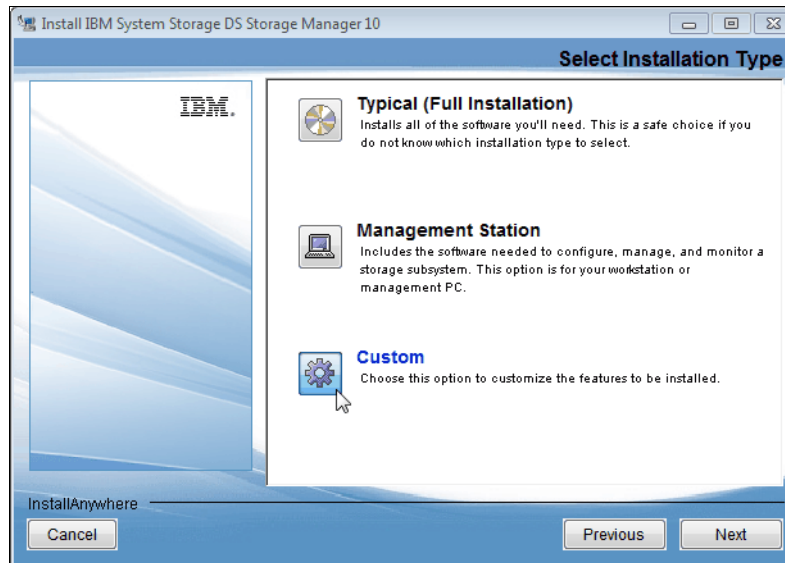 Install IBM System Storage DS Storage Manager 10
Select Installation Type
IBM.
Typical (Full Installation)
Installs all of the software you'll need. This is a safe choice if you
do not know which installation type to select.
Management Station
Includes the software needed to configure, manage, and monitor a
storage subsystem. This option is for your workstation or
management PC.
Custom
Choose this option to customize the features to be installed.
InstallAnywhere
Cancel
Previous
Next